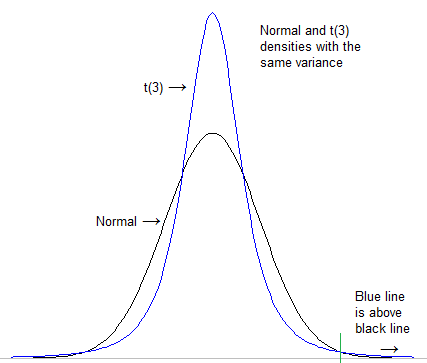 Normal and t(3)
densities with the
same variance
t(3) →
Normal →
Blue line
is above
black line
→